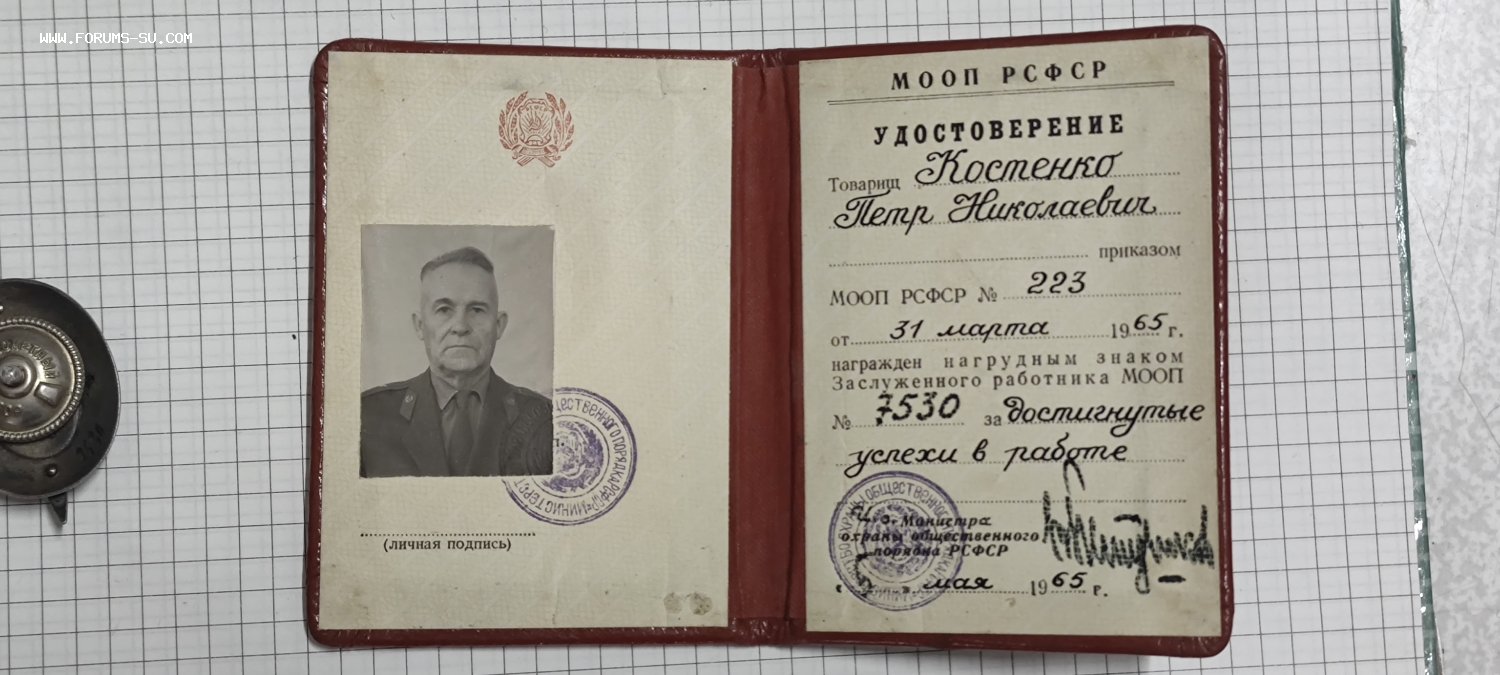 WWW.FORUMS-SU.COM
(личная подпись)
МООП РСФСР
УДОСТОВЕРЕНИЕ
Товарищ Костенко
Петр Николаевич
приказом
МООП РСФСР № 223
от 31 марта 1965 г.
награжден нагрудным знаком
Заслуженного работника МООП
№ 7530 за достигнутые
успехи в работе
Министра
охраны общественного
порядка РСФСР
мая 1965 г.